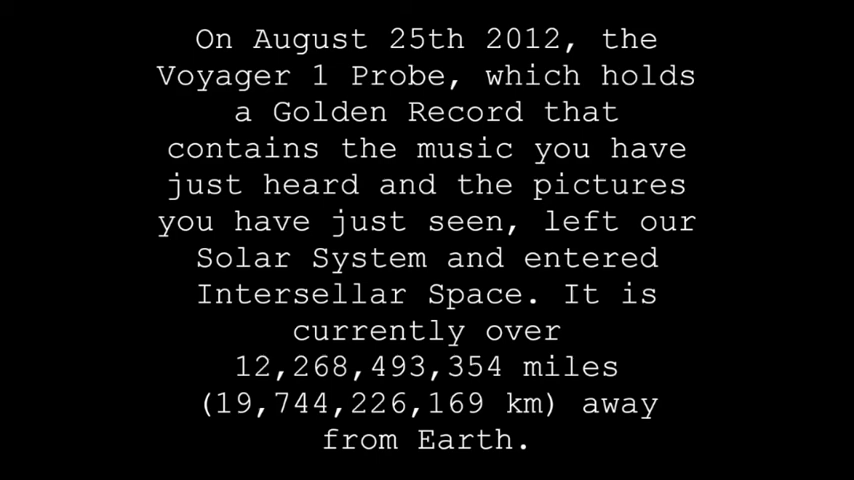 On August 25th 2012, the
Voyager 1 Probe, which holds
a Golden Record that
contains the music you have
just heard and the pictures
you have just seen, left our
Solar System and entered
Intersellar Space. It is
currently over
12,268,493,354 miles
(19,744,226,169 km) away
from Earth.